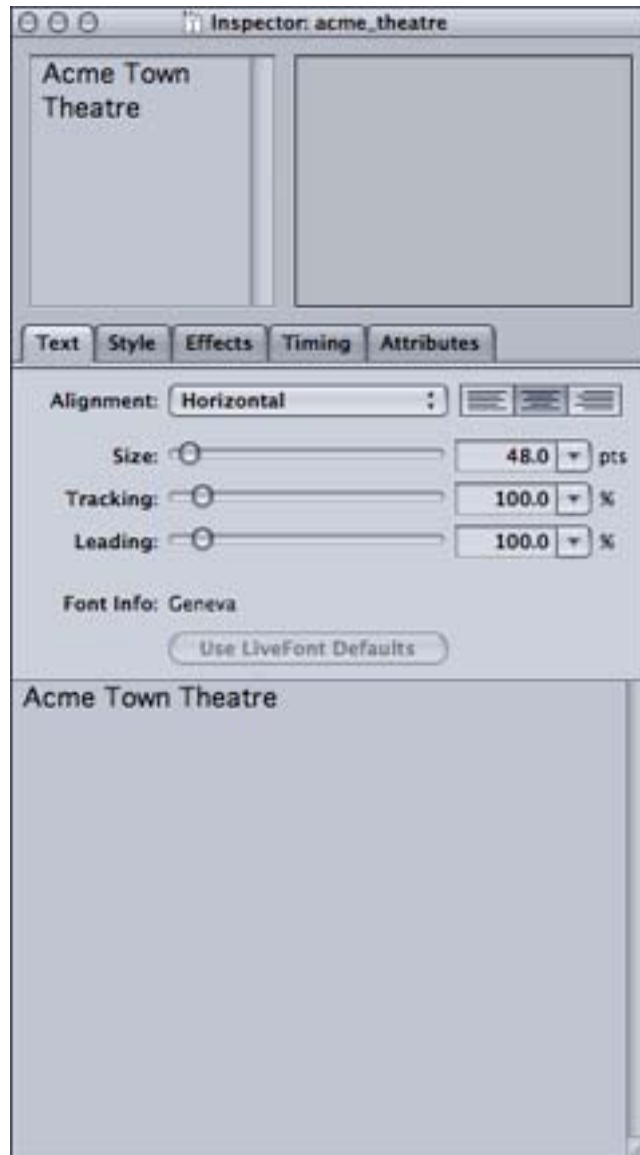 Inspector: acme_theatre
Acme Town
Theatre
Text Style Effects Timing Attributes
Alignment: Horizontal
Size: 48.0 pts
Tracking: 100.0 %
Leading: 100.0 %
Font Info: Geneva
Use LiveFont Defaults
Acme Town Theatre